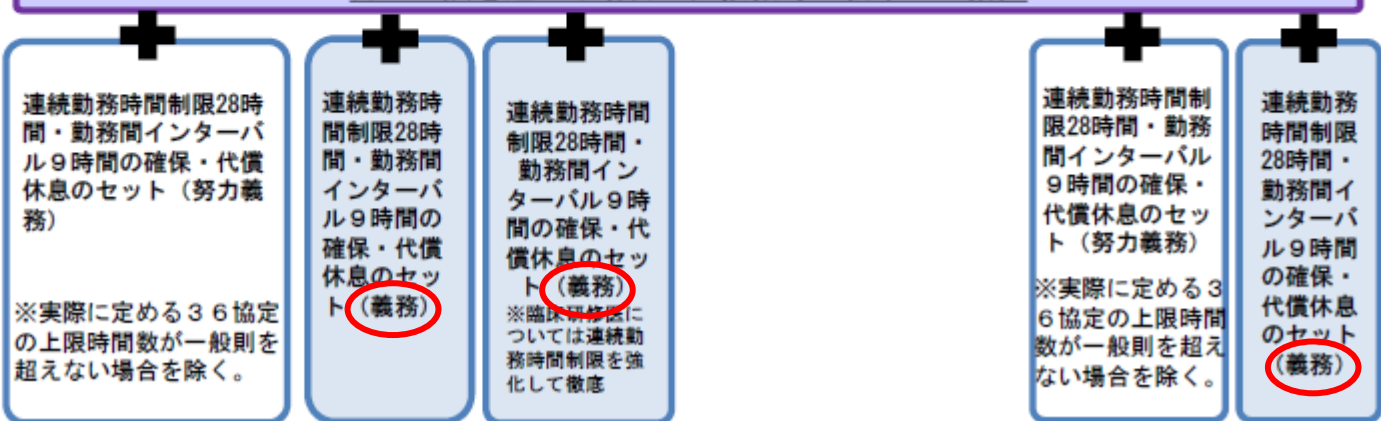 連続勤務時間制限28時
間・勤務間インターバ
ル９時間の確保・代償
休息のセット（努力義
務）
※実際に定める３６協定
の上限時間数が一般則を
超えない場合を除く。
連続勤務時
間制限28時
間・勤務間
インターバ
ル９時間の
確保・代償
休息のセッ
ト（義務）
連続勤務時間
制限28時間・
勤務間イン
ターバル９時
間の確保・代
償休息のセッ
ト（義務）
※臨床研修医に
ついては連続勤
務時間制限を強
化して徹底
連続勤務時間制
限28時間・勤務
間インターバル
９時間の確保・
代償休息のセッ
ト（努力義務）
※実際に定める３
６協定の上限時間
数が一般則を超え
ない場合を除く。
連続勤務
時間制限
28時間・
勤務間イ
ンターバ
ル９時間
の確保・
代償休息
のセット
（義務）